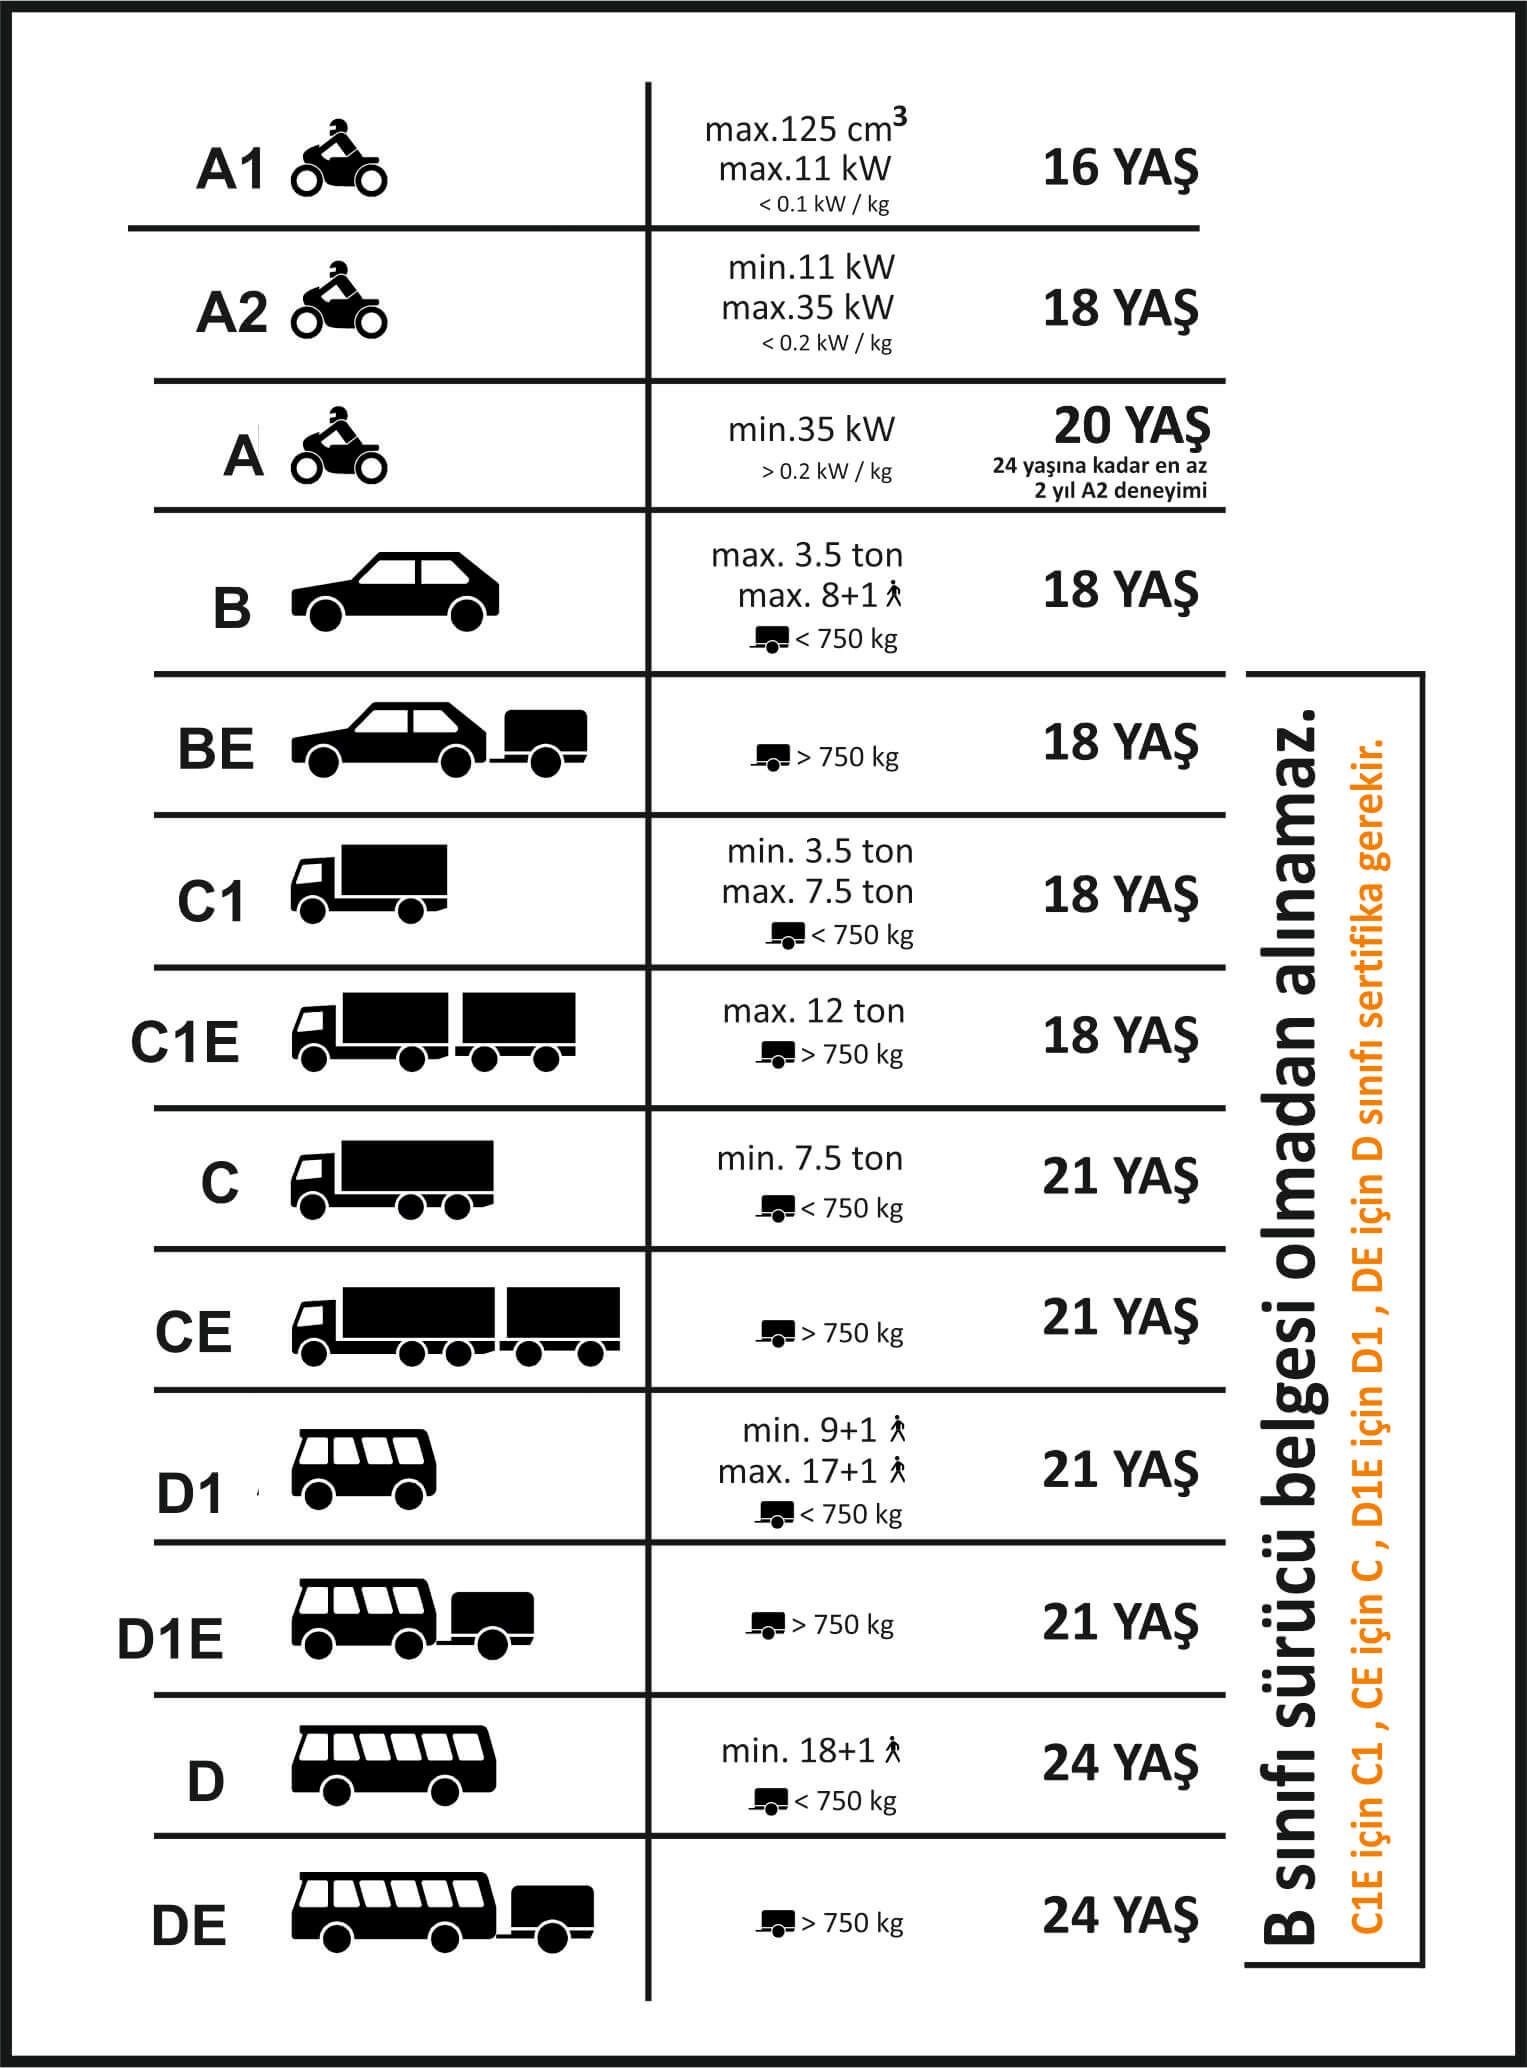 A1
max.125 cm³
max.11 kW
< 0.1 kW / kg
16 YAŞ
A2
min.11 kW
max.35 kW
< 0.2 kW / kg
18 YAŞ
A
min.35 kW
> 0.2 kW / kg
20 YAŞ
24 yaşına kadar en az
2 yıl A2 deneyimi
B
max. 3.5 ton
max. 8+1
< 750 kg
18 YAŞ
BE
> 750 kg
18 YAŞ
C1
min. 3.5 ton
max. 7.5 ton
< 750 kg
18 YAŞ
C1E
max. 12 ton
> 750 kg
18 YAŞ
C
min. 7.5 ton
< 750 kg
21 YAŞ
CE
> 750 kg
21 YAŞ
D1
min. 9+1
max. 17+1
< 750 kg
21 YAŞ
D1E
> 750 kg
21 YAŞ
D
min. 18+1
< 750 kg
24 YAŞ
DE
> 750 kg
24 YAŞ
B sınıfı sürücü belgesi olmadan alınamaz.
C1E için C1 , CE için C , D1E için D1 , DE için D sınıfı sertifika gerekir.